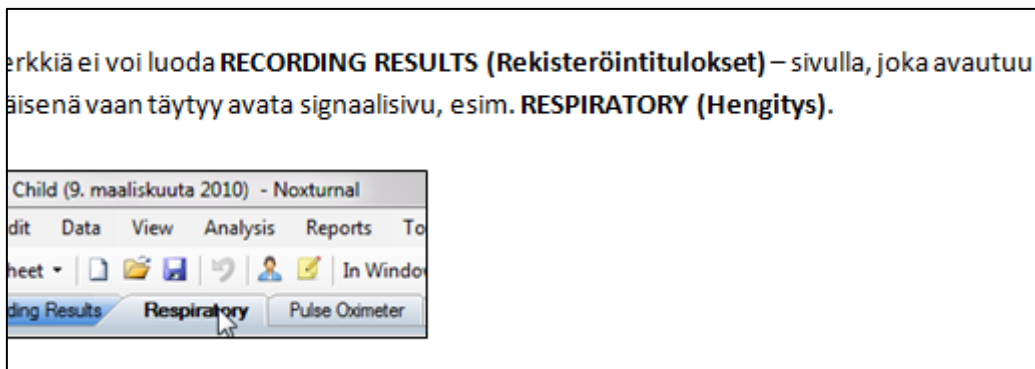 erkkiä ei voi luoda RECORDING RESULTS (Rekisteröintitulokset) – sivulla, joka avautuu
äisenä vaan täytyy avata signaalisivu, esim. RESPIRATORY (Hengitys).
Child (9. maaliskuuta 2010) - Noxturnal
dit Data View Analysis Reports To
heet In Windo
ding Results Respiratory Pulse Oximeter